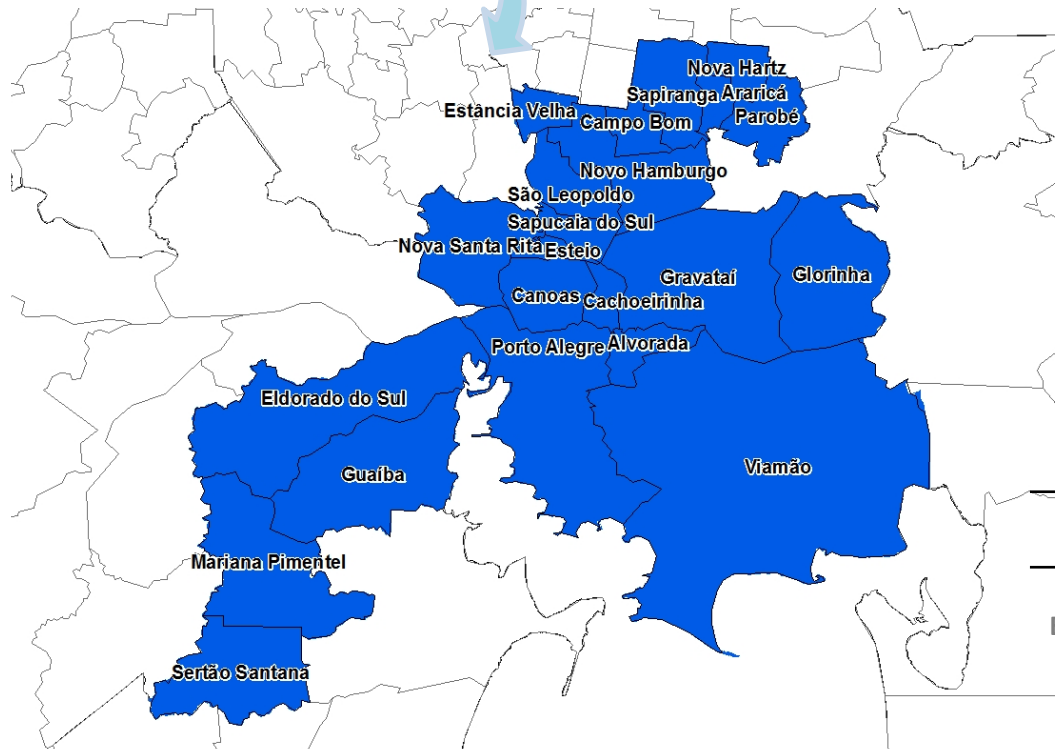 Nova Hartz
Sapiranga Araricá
Estância Velha
Campo Bom
Parobé
Novo Hamburgo
São Leopoldo
Sapucaia do Sul
Nova Santa Rita
Esteio
Gravataí
Glorinha
Canoas
Cachoeirinha
Porto Alegre
Alvorada
Eldorado do Sul
Guaíba
Viamão
Mariana Pimentel
Sertão Santana